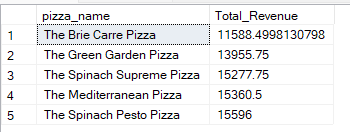 pizza_name Total_Revenue
1 The Brie Carre Pizza 11588.4998130798
2 The Green Garden Pizza 13955.75
3 The Spinach Supreme Pizza 15277.75
4 The Mediterranean Pizza 15360.5
5 The Spinach Pesto Pizza 15596